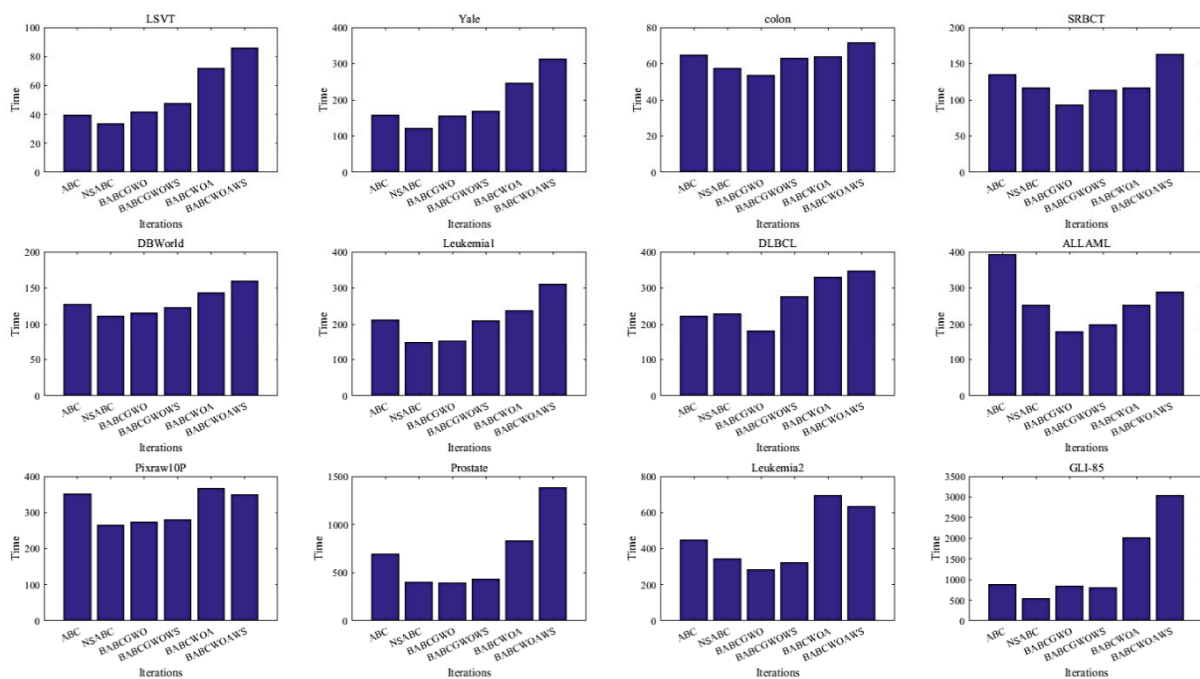 LSVT
Time
100
80
60
40
20
0
ABC
NSABC
BABCGWO
BABCGWOWS
BABCWOA
BABCWOAWS
Iterations
Yale
Time
400
300
200
100
0
ABC
NSABC
BABCGWO
BABCGWOWS
BABCWOA
BABCWOAWS
Iterations
colon
Time
80
60
40
20
0
ABC
NSABC
BABCGWO
BABCGWOWS
BABCWOA
BABCWOAWS
Iterations
SRBCT
Time
200
150
100
50
0
ABC
NSABC
BABCGWO
BABCGWOWS
BABCWOA
BABCWOAWS
Iterations
DBWorld
Time
200
150
100
50
0
ABC
NSABC
BABCGWO
BABCGWOWS
BABCWOA
BABCWOAWS
Iterations
Leukemia1
Time
400
300
200
100
0
ABC
NSABC
BABCGWO
BABCGWOWS
BABCWOA
BABCWOAWS
Iterations
DLBCL
Time
400
300
200
100
0
ABC
NSABC
BABCGWO
BABCGWOWS
BABCWOA
BABCWOAWS
Iterations
ALLAML
Time
400
300
200
100
0
ABC
NSABC
BABCGWO
BABCGWOWS
BABCWOA
BABCWOAWS
Iterations
Pixraw10P
Time
400
300
200
100
0
ABC
NSABC
BABCGWO
BABCGWOWS
BABCWOA
BABCWOAWS
Iterations
Prostate
Time
1500
1000
500
0
ABC
NSABC
BABCGWO
BABCGWOWS
BABCWOA
BABCWOAWS
Iterations
Leukemia2
Time
800
600
400
200
0
ABC
NSABC
BABCGWO
BABCGWOWS
BABCWOA
BABCWOAWS
Iterations
GLI-85
Time
3500
3000
2000
1000
500
0
ABC
NSABC
BABCGWO
BABCGWOWS
BABCWOA
BABCWOAWS
Iterations